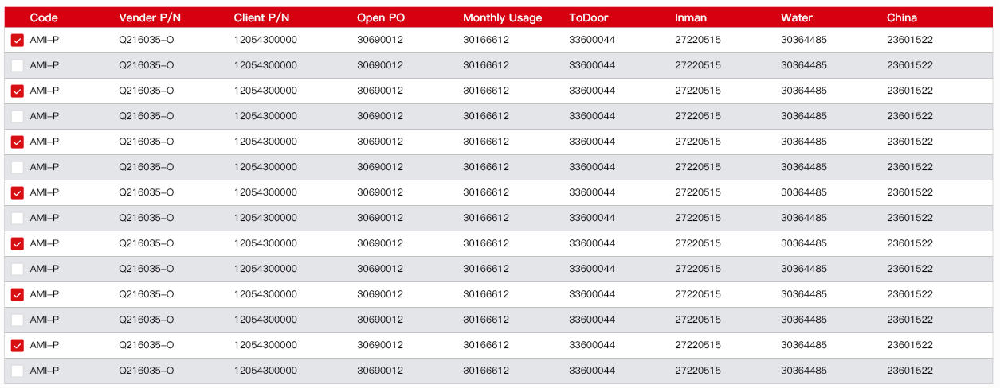 Code Vender P/N Client P/N Open PO Monthly Usage ToDoor Inman Water China
AMI-P Q216035-O 12054300000 30690012 30166612 33600044 27220515 30364485 23601522
AMI-P Q216035-O 12054300000 30690012 30166612 33600044 27220515 30364485 23601522
AMI-P Q216035-O 12054300000 30690012 30166612 33600044 27220515 30364485 23601522
AMI-P Q216035-O 12054300000 30690012 30166612 33600044 27220515 30364485 23601522
AMI-P Q216035-O 12054300000 30690012 30166612 33600044 27220515 30364485 23601522
AMI-P Q216035-O 12054300000 30690012 30166612 33600044 27220515 30364485 23601522
AMI-P Q216035-O 12054300000 30690012 30166612 33600044 27220515 30364485 23601522
AMI-P Q216035-O 12054300000 30690012 30166612 33600044 27220515 30364485 23601522
AMI-P Q216035-O 12054300000 30690012 30166612 33600044 27220515 30364485 23601522
AMI-P Q216035-O 12054300000 30690012 30166612 33600044 27220515 30364485 23601522
AMI-P Q216035-O 12054300000 30690012 30166612 33600044 27220515 30364485 23601522
AMI-P Q216035-O 12054300000 30690012 30166612 33600044 27220515 30364485 23601522
AMI-P Q216035-O 12054300000 30690012 30166612 33600044 27220515 30364485 23601522
AMI-P Q216035-O 12054300000 30690012 30166612 33600044 27220515 30364485 23601522